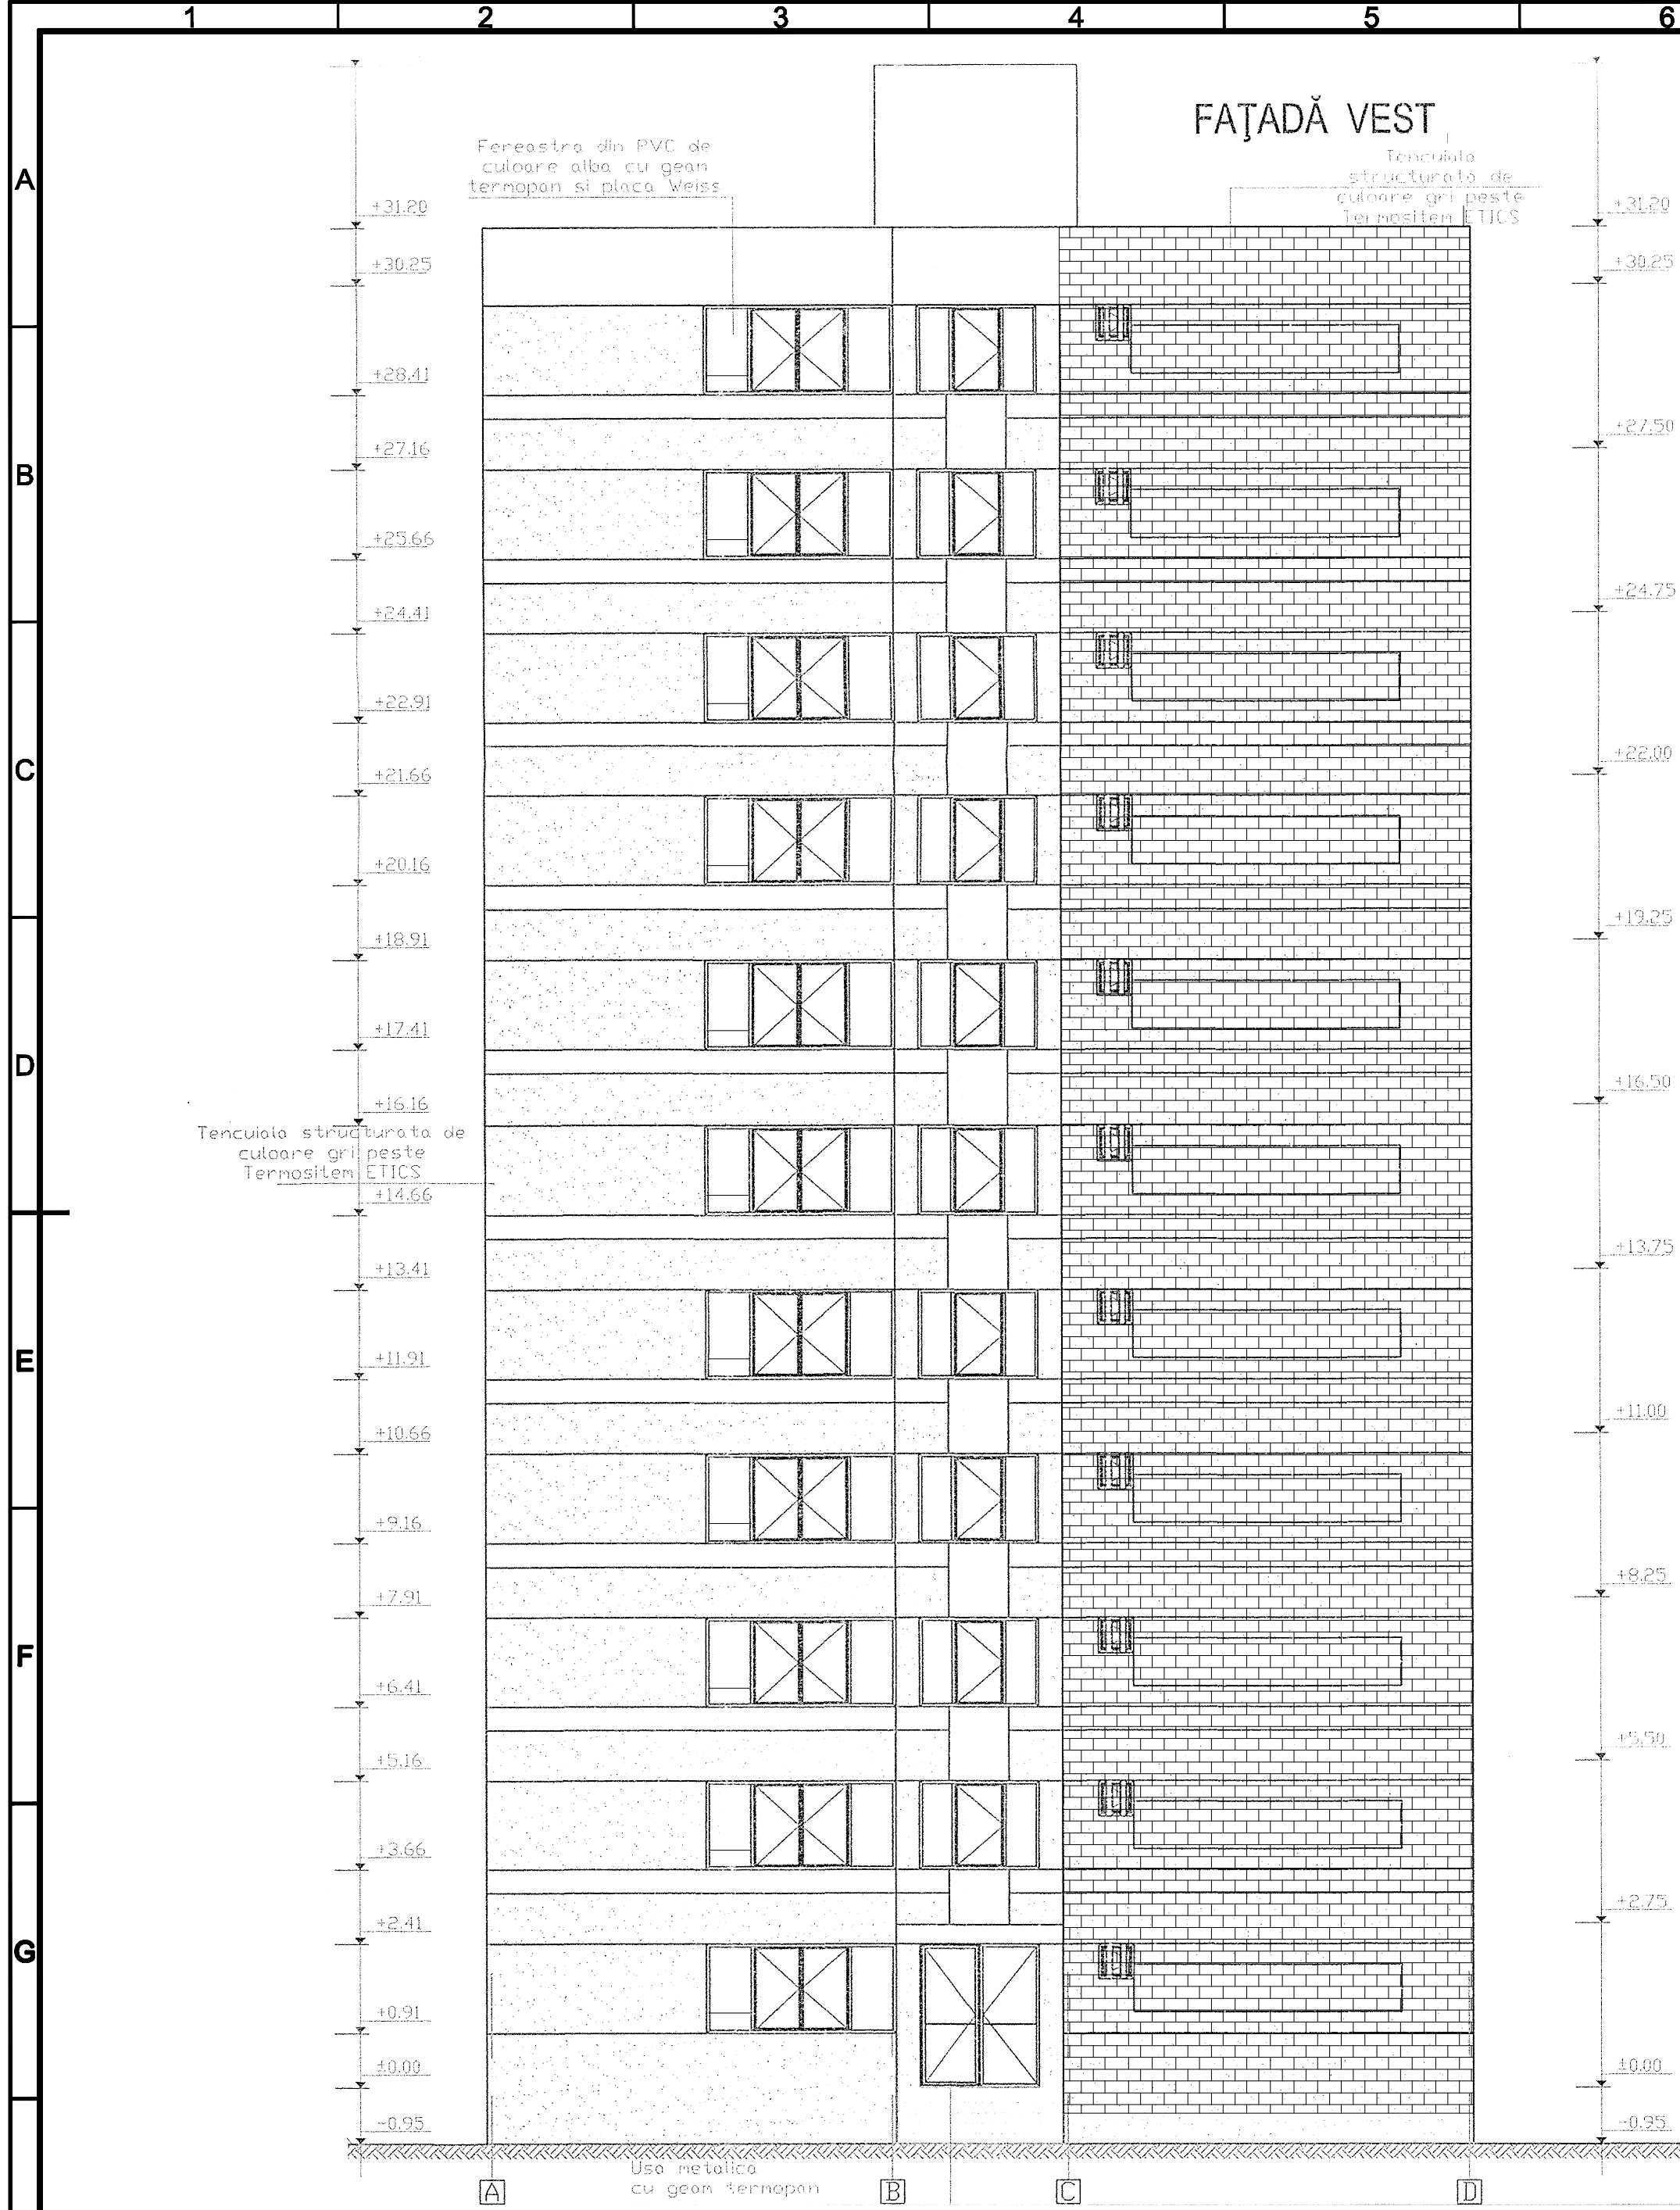 1 2 3 4 5 6
FAŢADĂ VEST
Fereastra din PVC de
culoare alba cu geam
termopan si placa Weiss
Tencuiala
structurata de
culoare gri peste
Termositem ETICS
A
+31.20
+31.20
+30.25
+30.25
+28.41
+27.50
+27.16
B
+25.66
+24.75
+24.41
+22.91
+22.00
C
+21.66
+20.16
+19.25
+18.91
+17.41
D
+16.50
+16.16
Tencuiala structurata de
culoare gri peste
Termositem ETICS
+14.66
+13.75
+13.41
E
+11.91
+11.00
+10.66
+9.16
+8.25
+7.91
F
+6.41
+5.50
+5.16
+3.66
+2.75
+2.41
G
+0.91
±0.00
±0.00
-0.95
-0.95
Usa metalica
cu geam termopan
A B C D